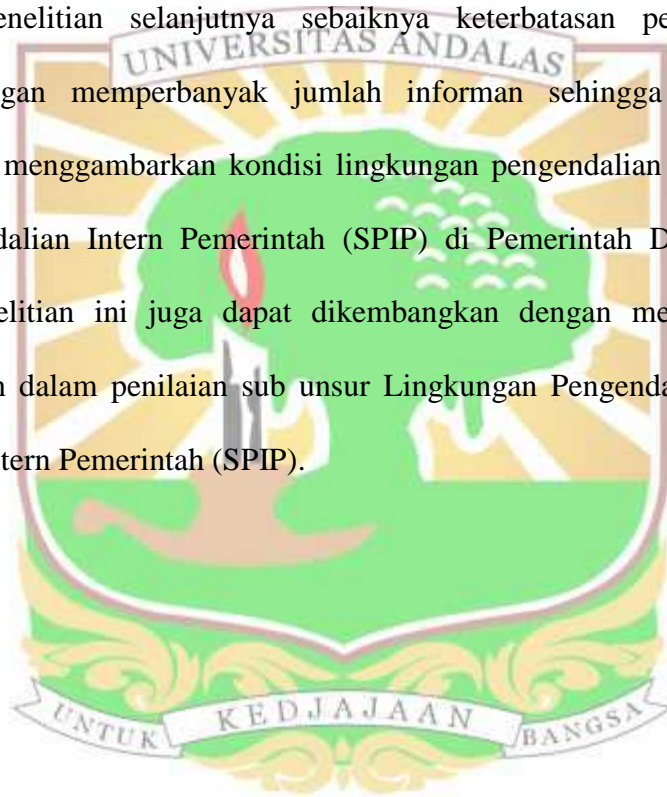 enelitian selanjutnya sebaiknya keterbatasan pe
UNIVERSITAS ANDALAS
gan memperbanyak jumlah informan sehingga
menggambarkan kondisi lingkungan pengendalian
dalian Intern Pemerintah (SPIP) di Pemerintah D
elitian ini juga dapat dikembangkan dengan me
n dalam penilaian sub unsur Lingkungan Pengenda
ntern Pemerintah (SPIP).
UNTUK KEDJAJAAN BANGSA